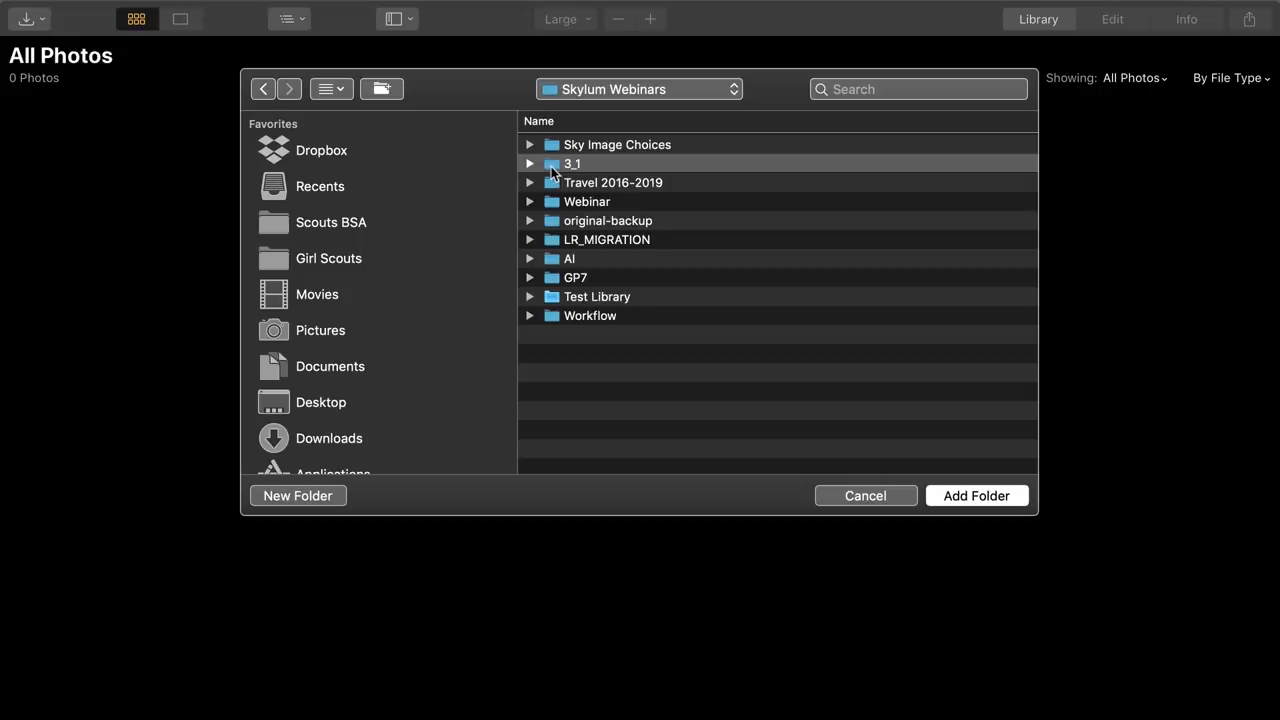 Large
Library
Edit
Info
All Photos
0 Photos
Showing: All Photos
By File Type
Skylum Webinars
Search
Favorites
Dropbox
Recents
Scouts BSA
Girl Scouts
Movies
Pictures
Documents
Desktop
Downloads
Applications
Name
Sky Image Choices
3_1
Travel 2016-2019
Webinar
original-backup
LR_MIGRATION
AI
GP7
Test Library
Workflow
New Folder
Cancel
Add Folder